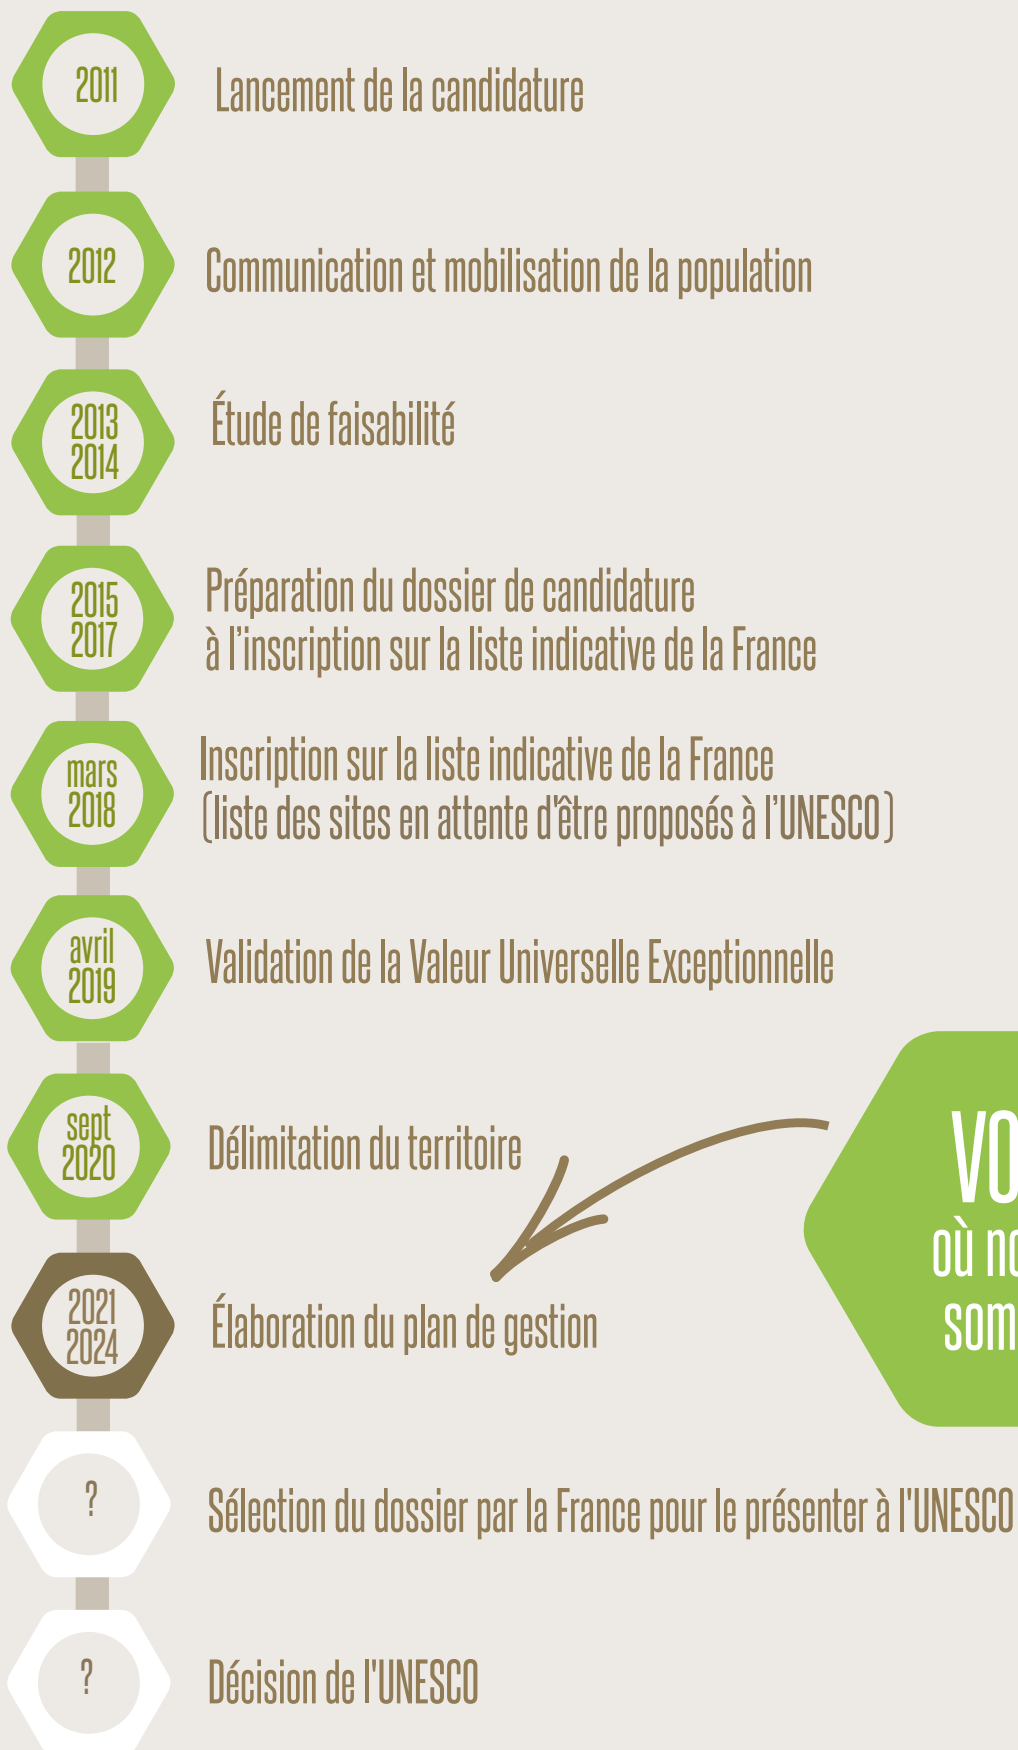 2011
Lancement de la candidature
2012
Communication et mobilisation de la population
2013
2014
Étude de faisabilité
2015
2017
Préparation du dossier de candidature
à l’inscription sur la liste indicative de la France
mars
2018
Inscription sur la liste indicative de la France
(liste des sites en attente d'être proposés à l’UNESCO)
avril
2019
Validation de la Valeur Universelle Exceptionnelle
sept
2020
Délimitation du territoire
VO
où no
som
2021
2024
Élaboration du plan de gestion
?
Sélection du dossier par la France pour le présenter à l'UNESCO
?
Décision de l'UNESCO